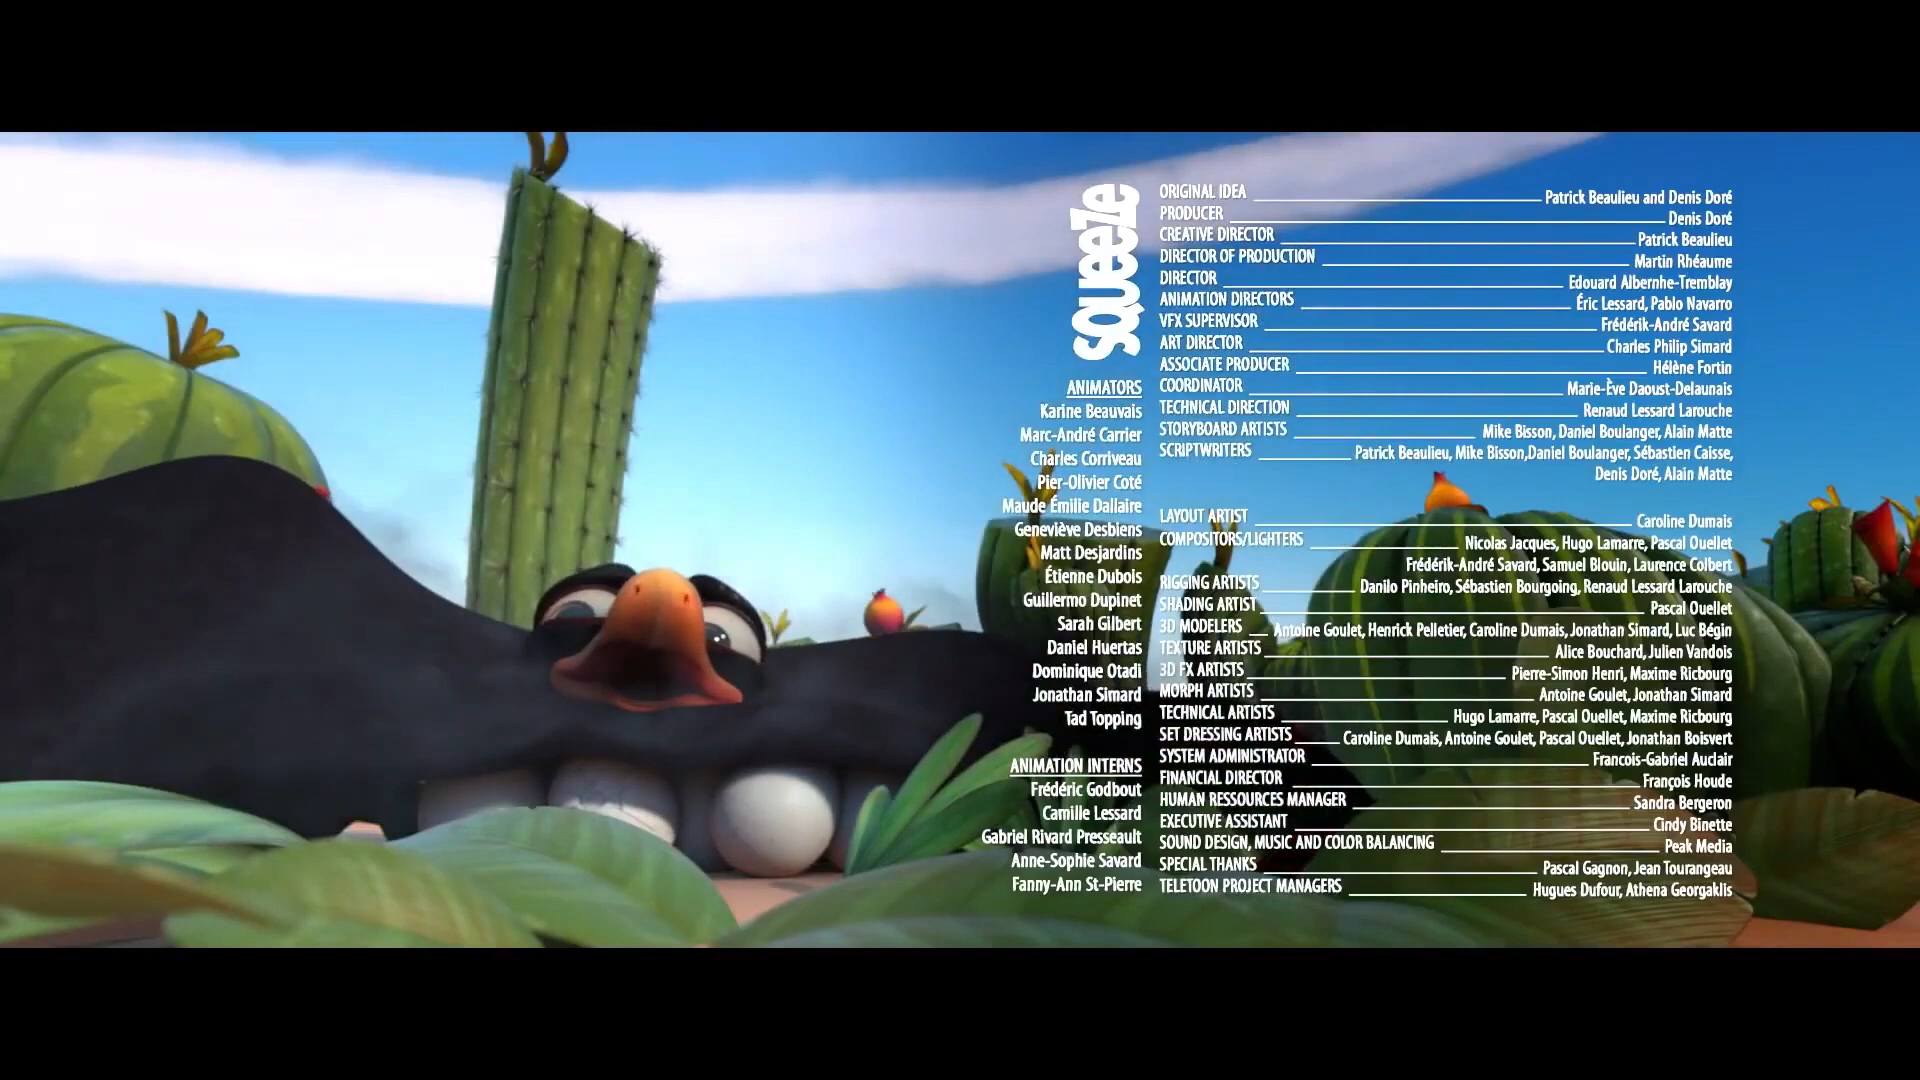 squeeze
ANIMATORS
Karine Beauvais
Marc-André Carrier
Charles Corriveau
Pier-Olivier Coté
Maude Émilie Dallaire
Geneviève Desbiens
Matt Desjardins
Étienne Dubois
Guillermo Dupinet
Sarah Gilbert
Daniel Huertas
Dominique Otadi
Jonathan Simard
Tad Topping
ANIMATION INTERNS
Frédéric Godbout
Camille Lessard
Gabriel Rivard Presseault
Anne-Sophie Savard
Fanny-Ann St-Pierre
ORIGINAL IDEA Patrick Beaulieu and Denis Doré
PRODUCER Denis Doré
CREATIVE DIRECTOR Patrick Beaulieu
DIRECTOR OF PRODUCTION Martin Rhéaume
DIRECTOR Edouard Albernhe-Tremblay
ANIMATION DIRECTORS Éric Lessard, Pablo Navarro
VFX SUPERVISOR Frédérik-André Savard
ART DIRECTOR Charles Philip Simard
ASSOCIATE PRODUCER Hélène Fortin
COORDINATOR Marie-Ève Daoust-Delaunais
TECHNICAL DIRECTION Renaud Lessard Larouche
STORYBOARD ARTISTS Mike Bisson, Daniel Boulanger, Alain Matte
SCRIPTWRITERS Patrick Beaulieu, Mike Bisson,Daniel Boulanger, Sébastien Caisse,
Denis Doré, Alain Matte
LAYOUT ARTIST Caroline Dumais
COMPOSITORS/LIGHTERS Nicolas Jacques, Hugo Lamarre, Pascal Ouellet
Frédérik-André Savard, Samuel Blouin, Laurence Colbert
RIGGING ARTISTS Danilo Pinheiro, Sébastien Bourgoing, Renaud Lessard Larouche
SHADING ARTIST Pascal Ouellet
3D MODELERS Antoine Goulet, Henrick Pelletier, Caroline Dumais, Jonathan Simard, Luc Bégin
TEXTURE ARTISTS Alice Bouchard, Julien Vandois
3D FX ARTISTS Pierre-Simon Henri, Maxime Ricbourg
MORPH ARTISTS Antoine Goulet, Jonathan Simard
TECHNICAL ARTISTS Hugo Lamarre, Pascal Ouellet, Maxime Ricbourg
SET DRESSING ARTISTS Caroline Dumais, Antoine Goulet, Pascal Ouellet, Jonathan Boisvert
SYSTEM ADMINISTRATOR Francois-Gabriel Auclair
FINANCIAL DIRECTOR François Houde
HUMAN RESSOURCES MANAGER Sandra Bergeron
EXECUTIVE ASSISTANT Cindy Binette
SOUND DESIGN, MUSIC AND COLOR BALANCING Peak Media
SPECIAL THANKS Pascal Gagnon, Jean Tourangeau
TELETOON PROJECT MANAGERS Hugues Dufour, Athena Georgaklis